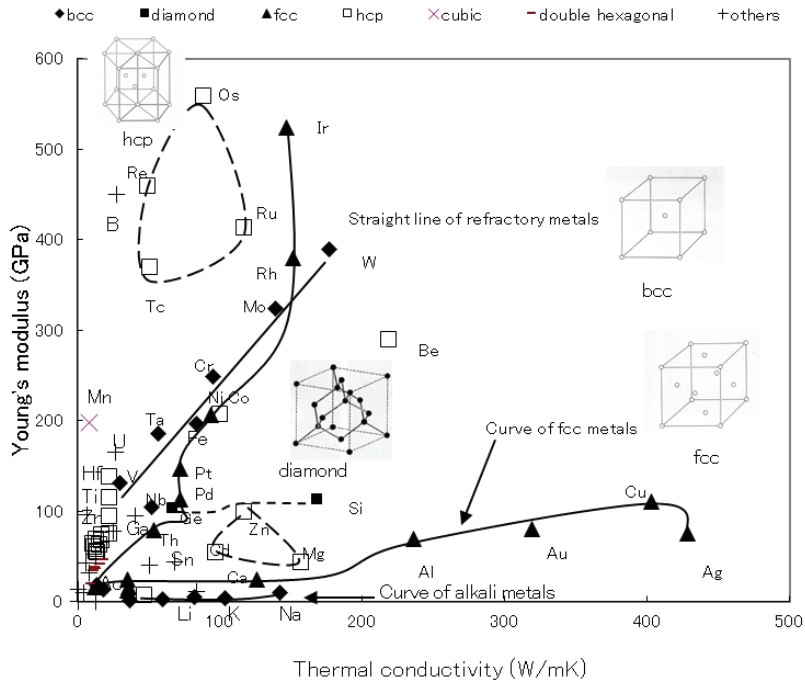 bcc diamond fcc hcp cubic double hexagonal others
600
Os
Ir
hcp
500
Re
B
Ru
Straight line of refractory metals
400
W
Rh
bcc
Tc
Mo
300
Be
Cr
Mn
Ni Co
200
Ta
Fe
Curve of fcc metals
fcc
U
diamond
Hf
V
Pt
Ti
Nb
Pd
Si
Cu
100
Zr
Ga
Ge
Zn
Th
Sn
Cd
Mg
Al
Au
Ag
Ac
Ca
Curve of alkali metals
0
Li
K
Na
0 100 200 300 400 500
Young's modulus (GPa)
Thermal conductivity (W/mK)